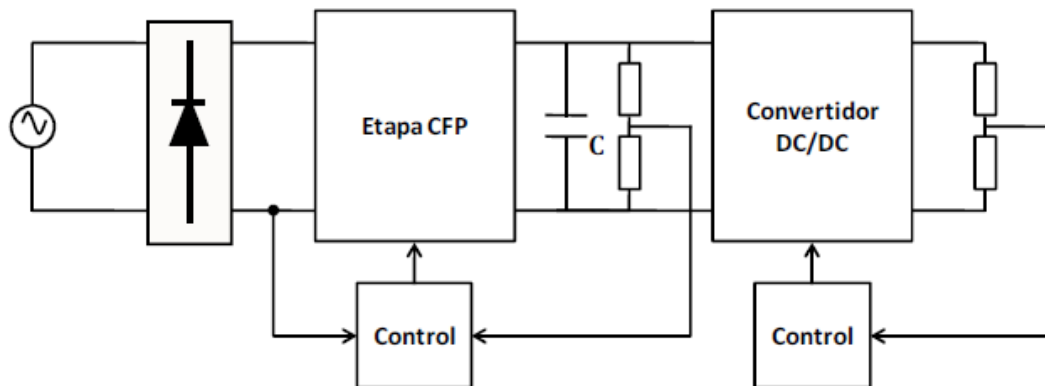 Etapa CFP
C
Convertidor
DC/DC
Control
Control